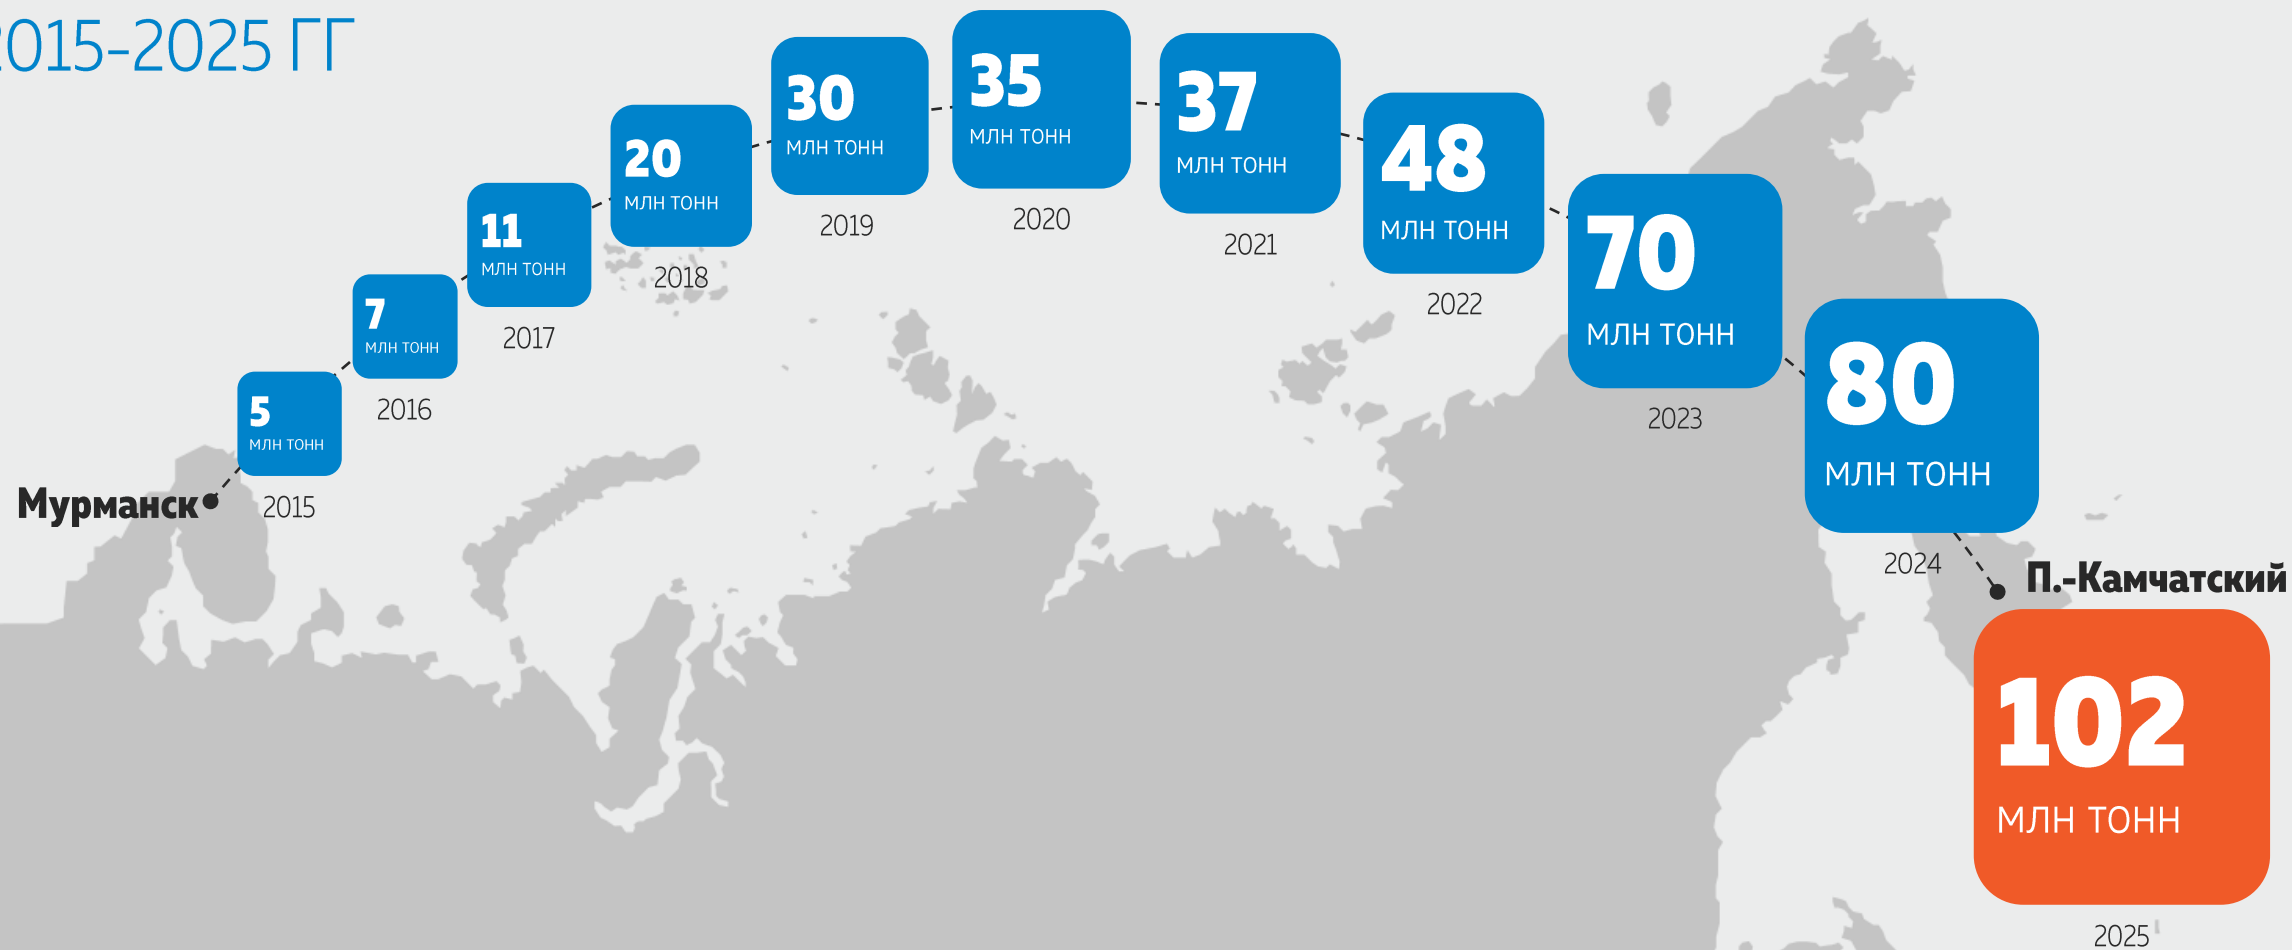 2015-2025 ГГ
35
МЛН ТОНН
2020
37
МЛН ТОНН
2021
30
МЛН ТОНН
2019
48
МЛН ТОНН
2022
20
МЛН ТОНН
2018
11
МЛН ТОНН
2017
70
МЛН ТОНН
2023
7
МЛН ТОНН
2016
80
МЛН ТОНН
2024
5
МЛН ТОНН
2015
Мурманск
П.-Камчатский
102
МЛН ТОНН
2025